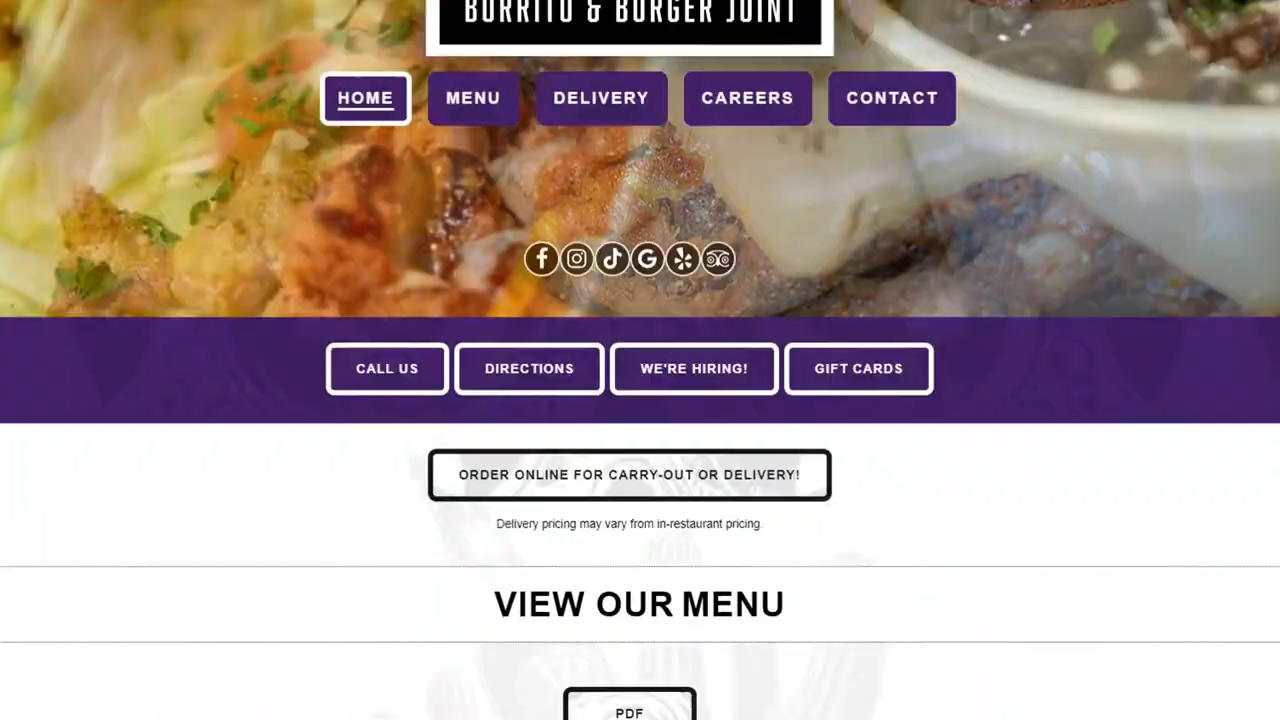 BURRITO & BURGER JOINT
HOME MENU DELIVERY CAREERS CONTACT
CALL US DIRECTIONS WE'RE HIRING! GIFT CARDS
ORDER ONLINE FOR CARRY-OUT OR DELIVERY!
Delivery pricing may vary from in-restaurant pricing.
VIEW OUR MENU
PDF